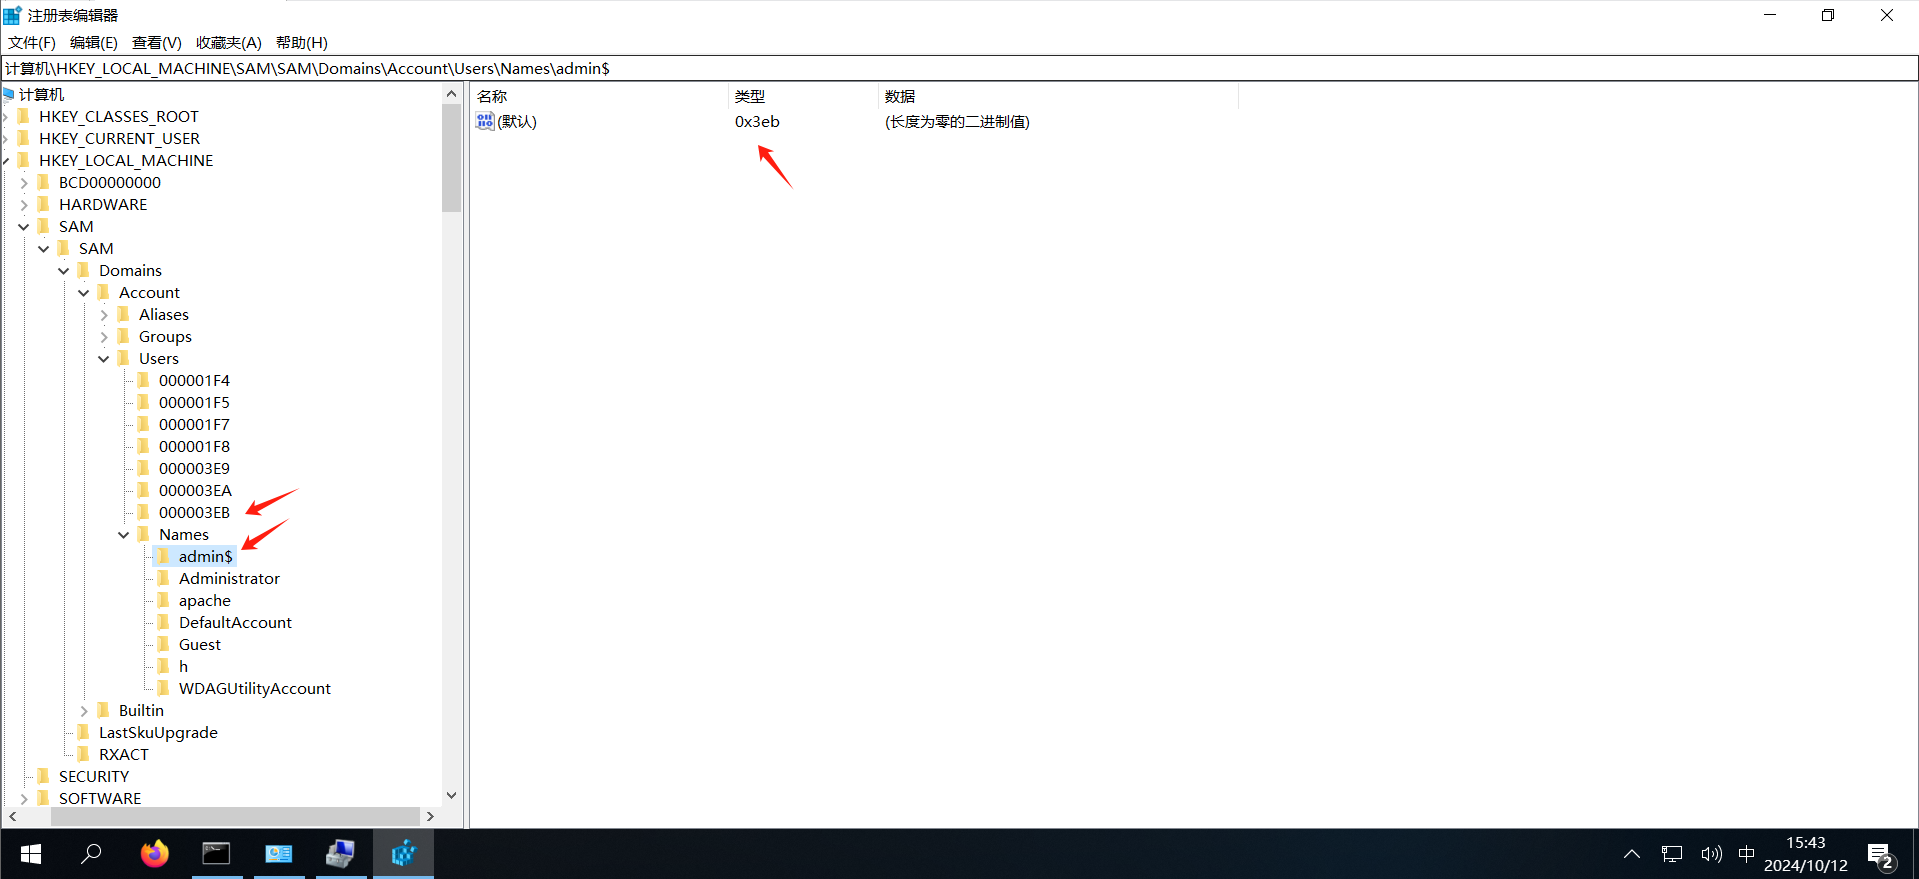 注册表编辑器
文件(F) 编辑(E) 查看(V) 收藏夹(A) 帮助(H)
计算机\HKEY_LOCAL_MACHINE\SAM\SAM\Domains\Account\Users\Names\admin$
计算机
HKEY_CLASSES_ROOT
HKEY_CURRENT_USER
HKEY_LOCAL_MACHINE
BCD00000000
HARDWARE
SAM
SAM
Domains
Account
Aliases
Groups
Users
000001F4
000001F5
000001F7
000001F8
000003E9
000003EA
000003EB
Names
admin$
Administrator
apache
DefaultAccount
Guest
h
WDAGUtilityAccount
Builtin
LastSkuUpgrade
RXACT
SECURITY
SOFTWARE
名称 类型 数据
(默认) 0x3eb (长度为零的二进制值)
中
15:43
2024/10/12
2